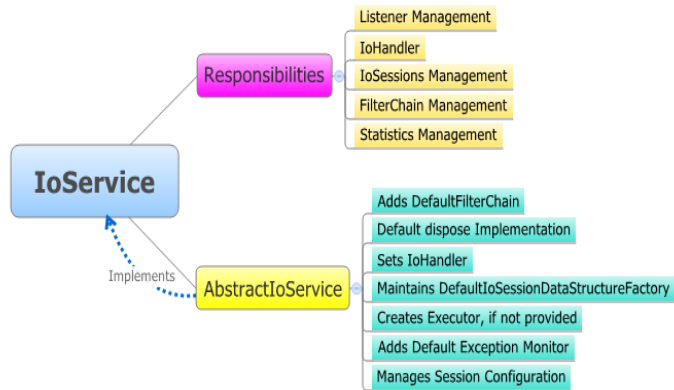 Listener Management
IoHandler
Responsibilities
IoSessions Management
FilterChain Management
Statistics Management
IoService
Implements
AbstractIoService
Adds DefaultFilterChain
Default dispose Implementation
Sets IoHandler
Maintains DefaultIoSessionDataStructureFactory
Creates Executor, if not provided
Adds Default Exception Monitor
Manages Session Configuration